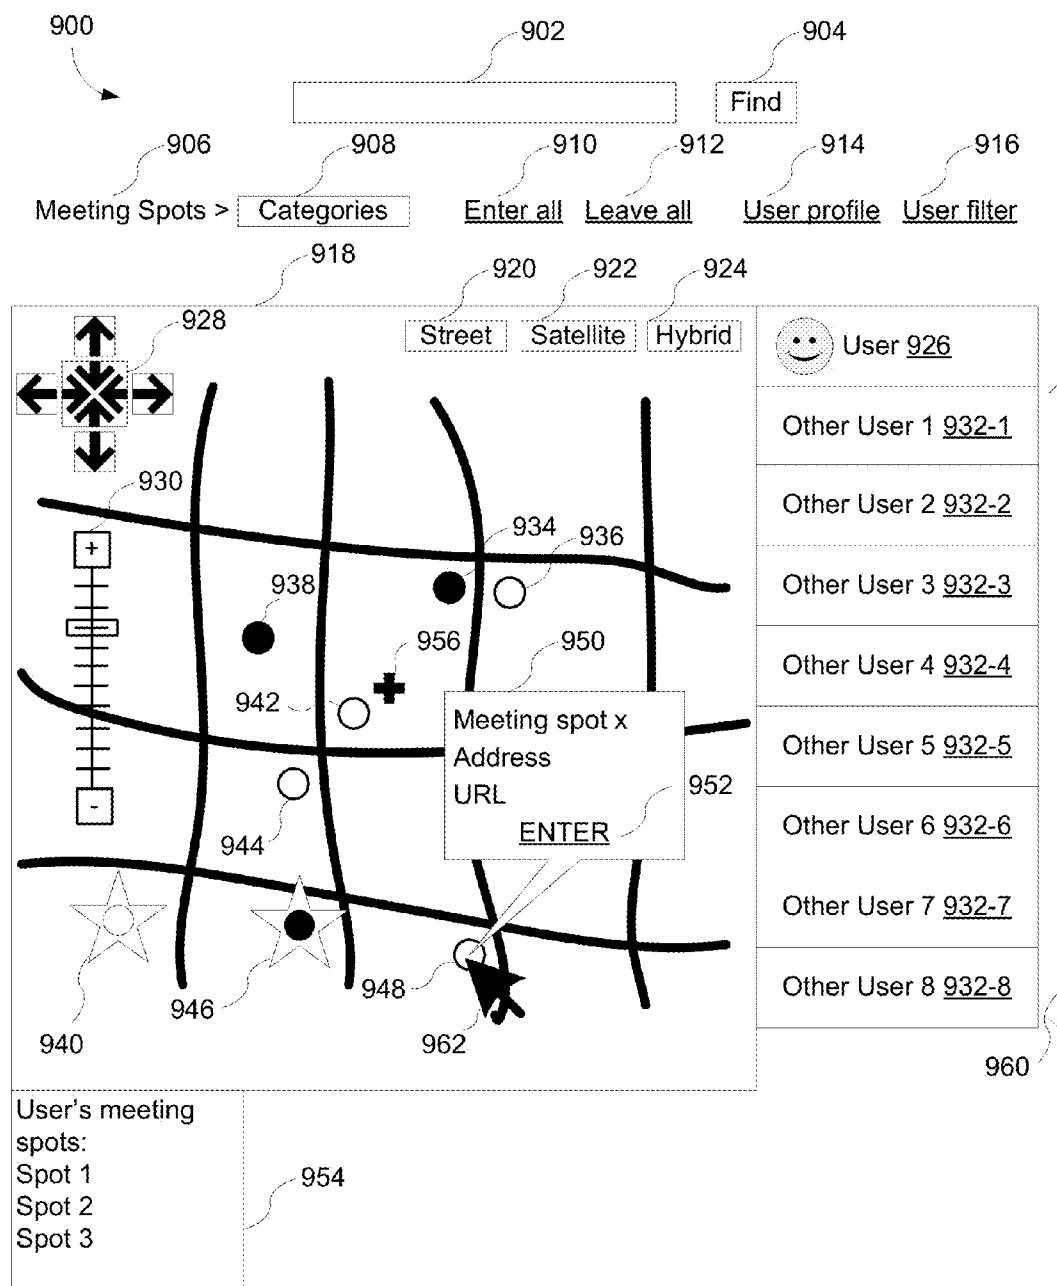 900
902
904
Find
906
908
910
912
914
916
Meeting Spots > Categories
Enter all
Leave all
User profile
User filter
918
920
922
924
928
Street
Satellite
Hybrid
User 926
Other User 1 932-1
930
+
934
936
Other User 2 932-2
938
Other User 3 932-3
956
950
942
Other User 4 932-4
Meeting spot x
Address
URL
ENTER
952
Other User 5 932-5
-
944
Other User 6 932-6
Other User 7 932-7
946
948
Other User 8 932-8
940
962
960
User's meeting
spots:
Spot 1
Spot 2
Spot 3
954